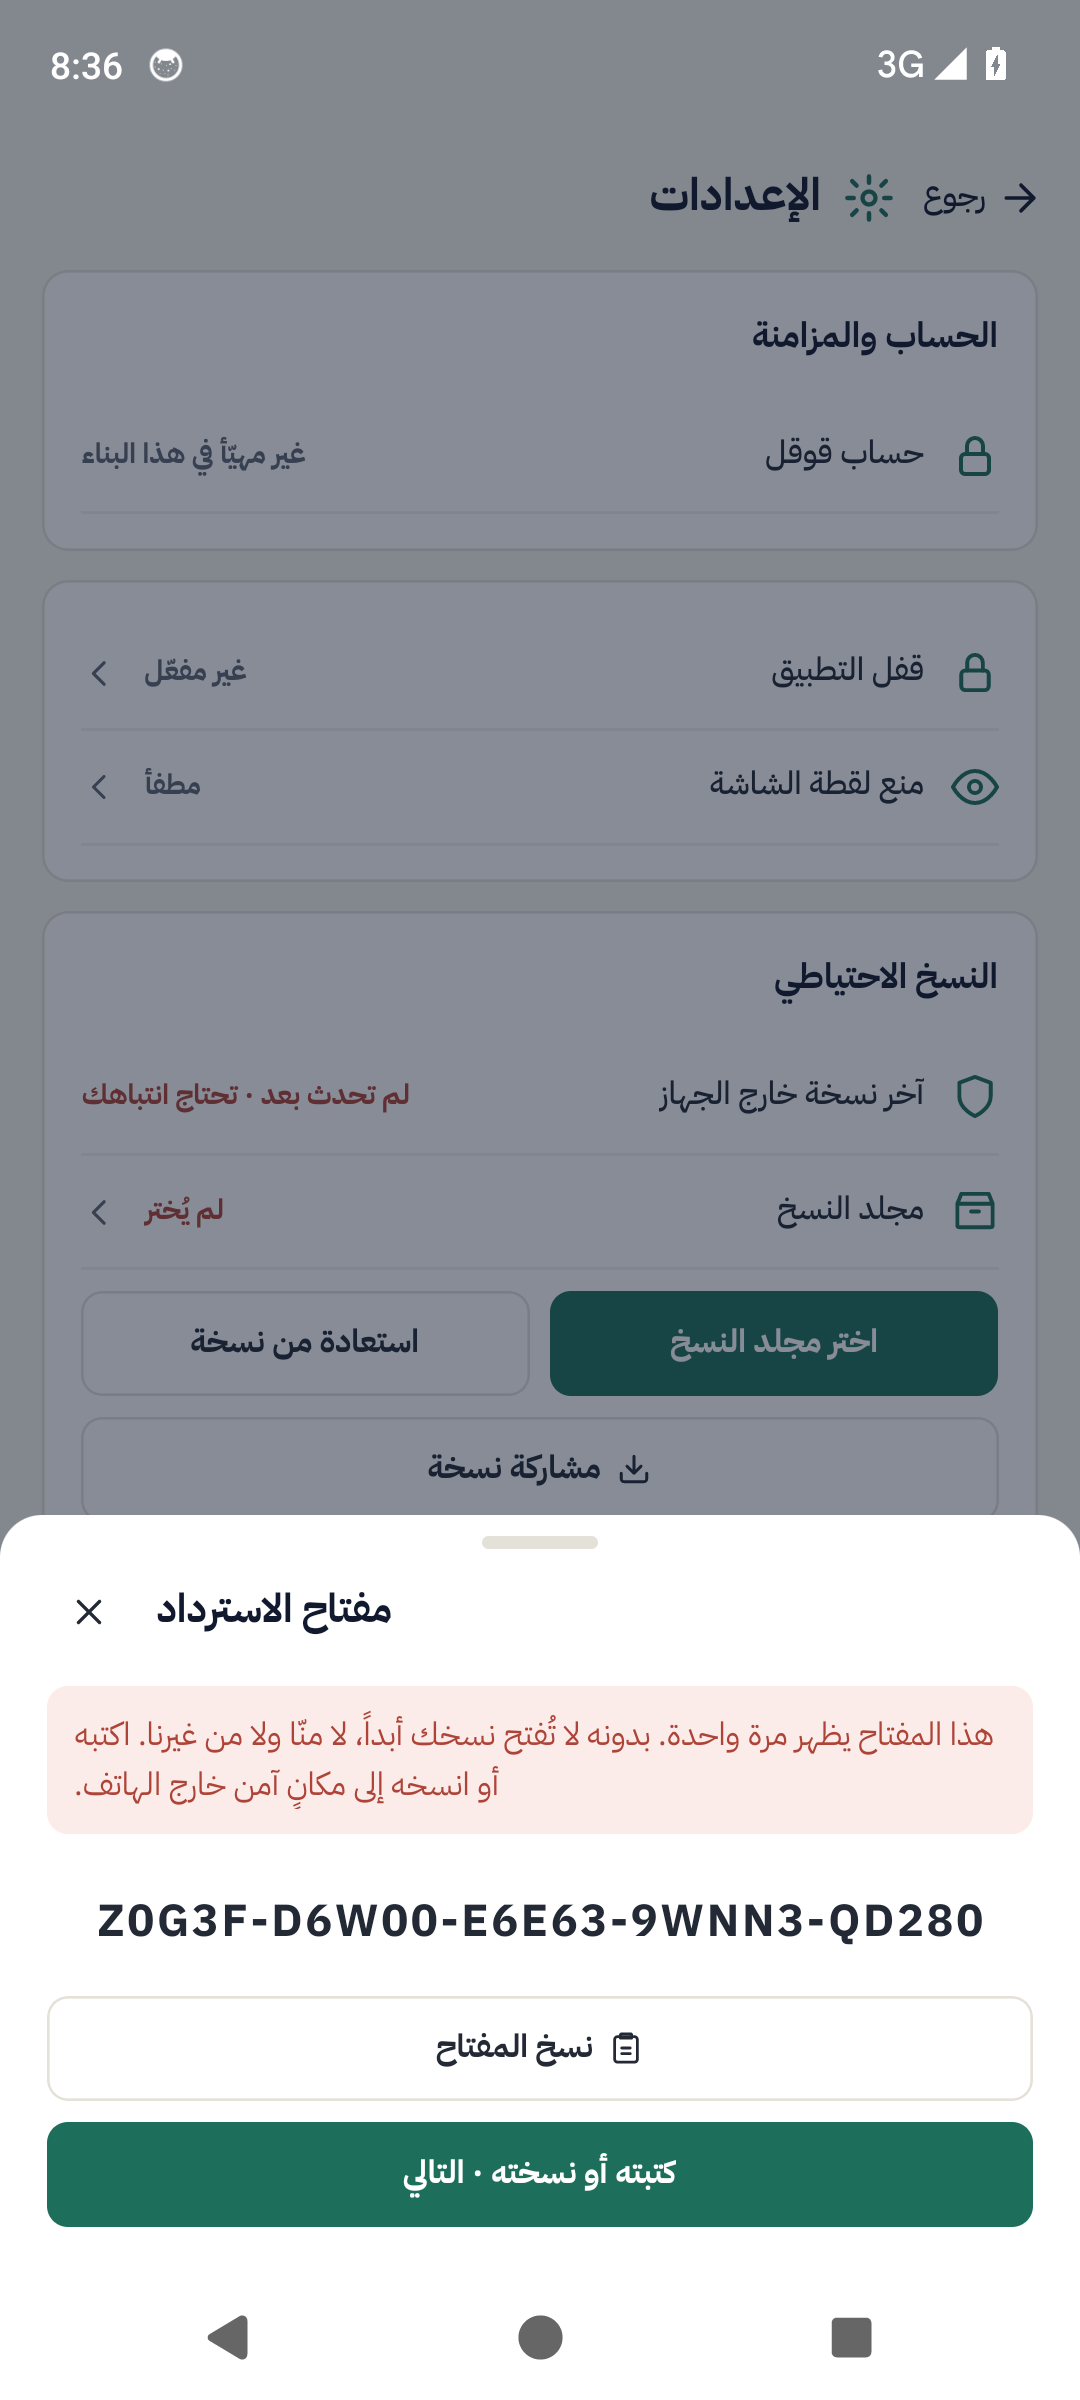 8:36
3G
رجوع
الإعدادات
الحساب والمزامنة
حساب قوقل
غير مهيّأ في هذا البناء
قفل التطبيق
غير مفعّل
منع لقطة الشاشة
مطفأ
النسخ الاحتياطي
آخر نسخة خارج الجهاز
لم تحدث بعد · تحتاج انتباهك
مجلد النسخ
لم يُختر
اختر مجلد النسخ
استعادة من نسخة
مشاركة نسخة
مفتاح الاسترداد
هذا المفتاح يظهر مرة واحدة. بدونه لا تُفتح نسخك أبداً، لا منّا ولا من غيرنا. اكتبه
أو انسخه إلى مكانٍ آمن خارج الهاتف.
Z0G3F-D6W00-E6E63-9WNN3-QD280
نسخ المفتاح
كتبته أو نسخته · التالي